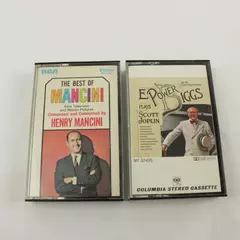 RCA
THE BEST OF
MANCINI
from Television
and Motion Pictures
Composed and Conducted by
HENRY MANCINI
E. POWER
BIGGS
PLAYS
SCOTT
JOPLIN
COLUMBIA STEREO CASSETTE